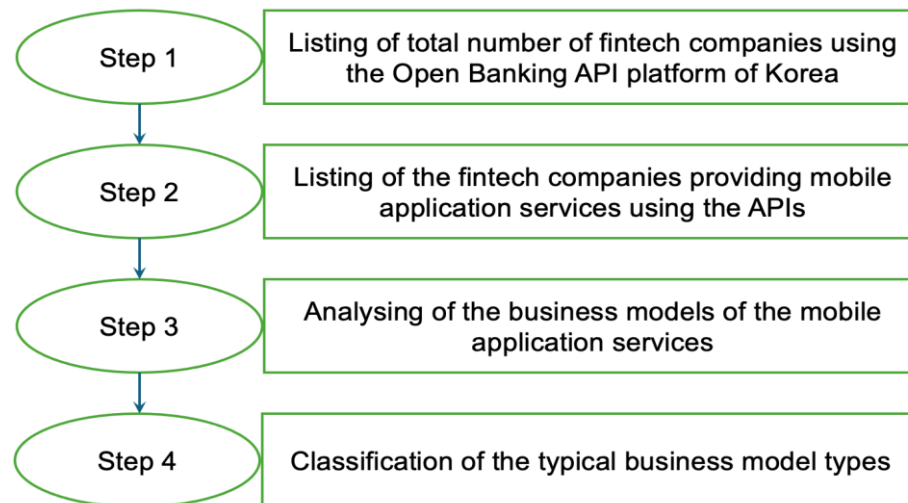 Step 1
Listing of total number of fintech companies using
the Open Banking API platform of Korea
Step 2
Listing of the fintech companies providing mobile
application services using the APIs
Step 3
Analysing of the business models of the mobile
application services
Step 4
Classification of the typical business model types